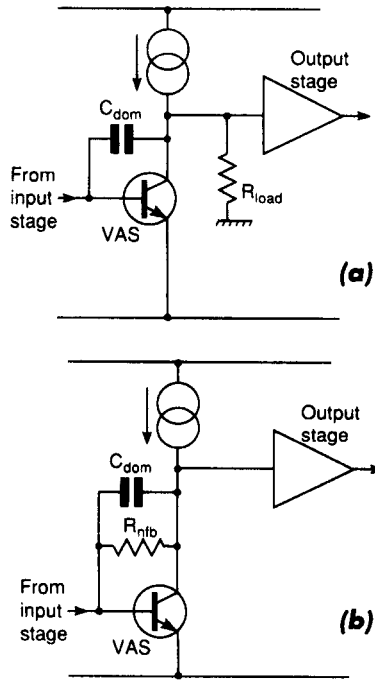 Output
stage
C_dom
From
input
stage
R_load
VAS
(a)
Output
stage
C_dom
R_nfb
From
input
stage
VAS
(b)